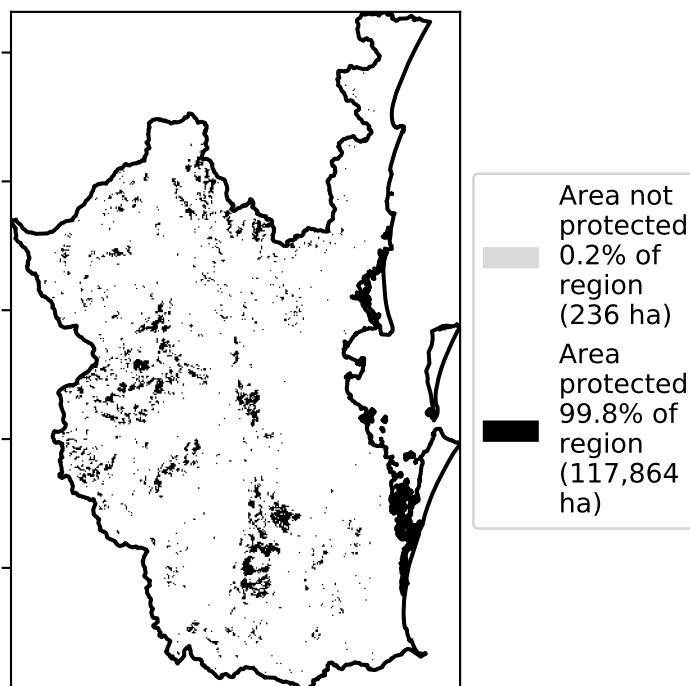 Area not
protected
0.2% of
region
(236 ha)
Area
protected
99.8% of
region
(117,864
ha)